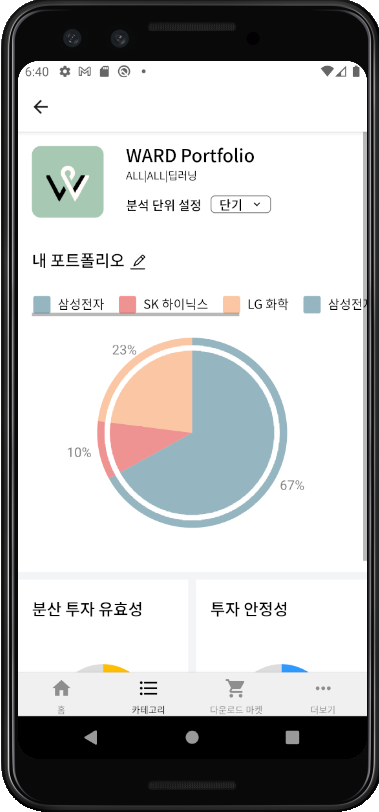 6:40
WARD Portfolio
ALL|ALL|딥러닝
분석 단위 설정 단기
내 포트폴리오
삼성전자 SK 하이닉스 LG 화학 삼성전
23%
10%
67%
분산 투자 유효성 투자 안정성
홈 카테고리 다운로드 마켓 더보기